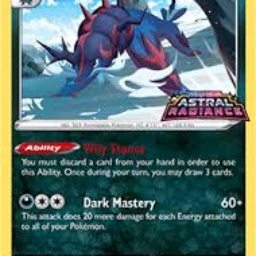 ASTRAL
RADIANCE
Ability Wily Stance
You must discard a card from your hand in order to use
this Ability. Once during your turn, you may draw 3 cards.
Dark Mastery 60+
This attack does 20 more damage for each Energy attached
to all of your Pokémon.